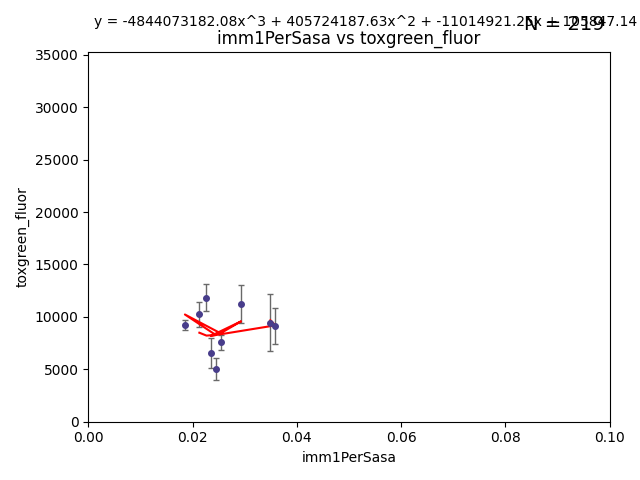 y = -4844073182.08x^3 + 405724187.63x^2 + -11014921.25x + 105847.14
N = 219
imm1PerSasa vs toxgreen_fluor
35000
30000
25000
20000
15000
10000
5000
0
toxgreen_fluor
0.00 0.02 0.04 0.06 0.08 0.10
imm1PerSasa